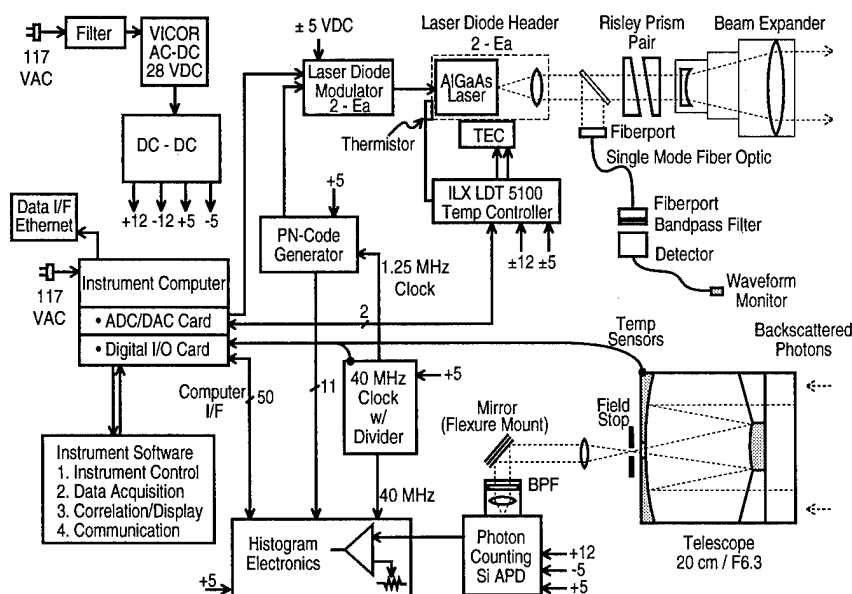 117
VAC
Filter
VICOR
AC-DC
28 VDC
DC - DC
+12 -12 +5 -5
± 5 VDC
Laser Diode
Modulator
2 - Ea
Laser Diode Header
2 - Ea
AlGaAs
Laser
Thermistor
TEC
ILX LDT 5100
Temp Controller
±12 ±5
Risley Prism
Pair
Beam Expander
Fiberport
Single Mode Fiber Optic
Fiberport
Bandpass Filter
Detector
Waveform
Monitor
Data I/F
Ethernet
117
VAC
Instrument Computer
• ADC/DAC Card
• Digital I/O Card
+5
PN-Code
Generator
1.25 MHz
Clock
2
Computer
I/F
50
11
40 MHz
Clock
w/
Divider
+5
40 MHz
Instrument Software
1. Instrument Control
2. Data Acquisition
3. Correlation/Display
4. Communication
Histogram
Electronics
+5
Mirror
(Flexure Mount)
BPF
Photon
Counting
Si APD
+12
-5
+5
Field
Stop
Temp
Sensors
Backscattered
Photons
Telescope
20 cm / F6.3